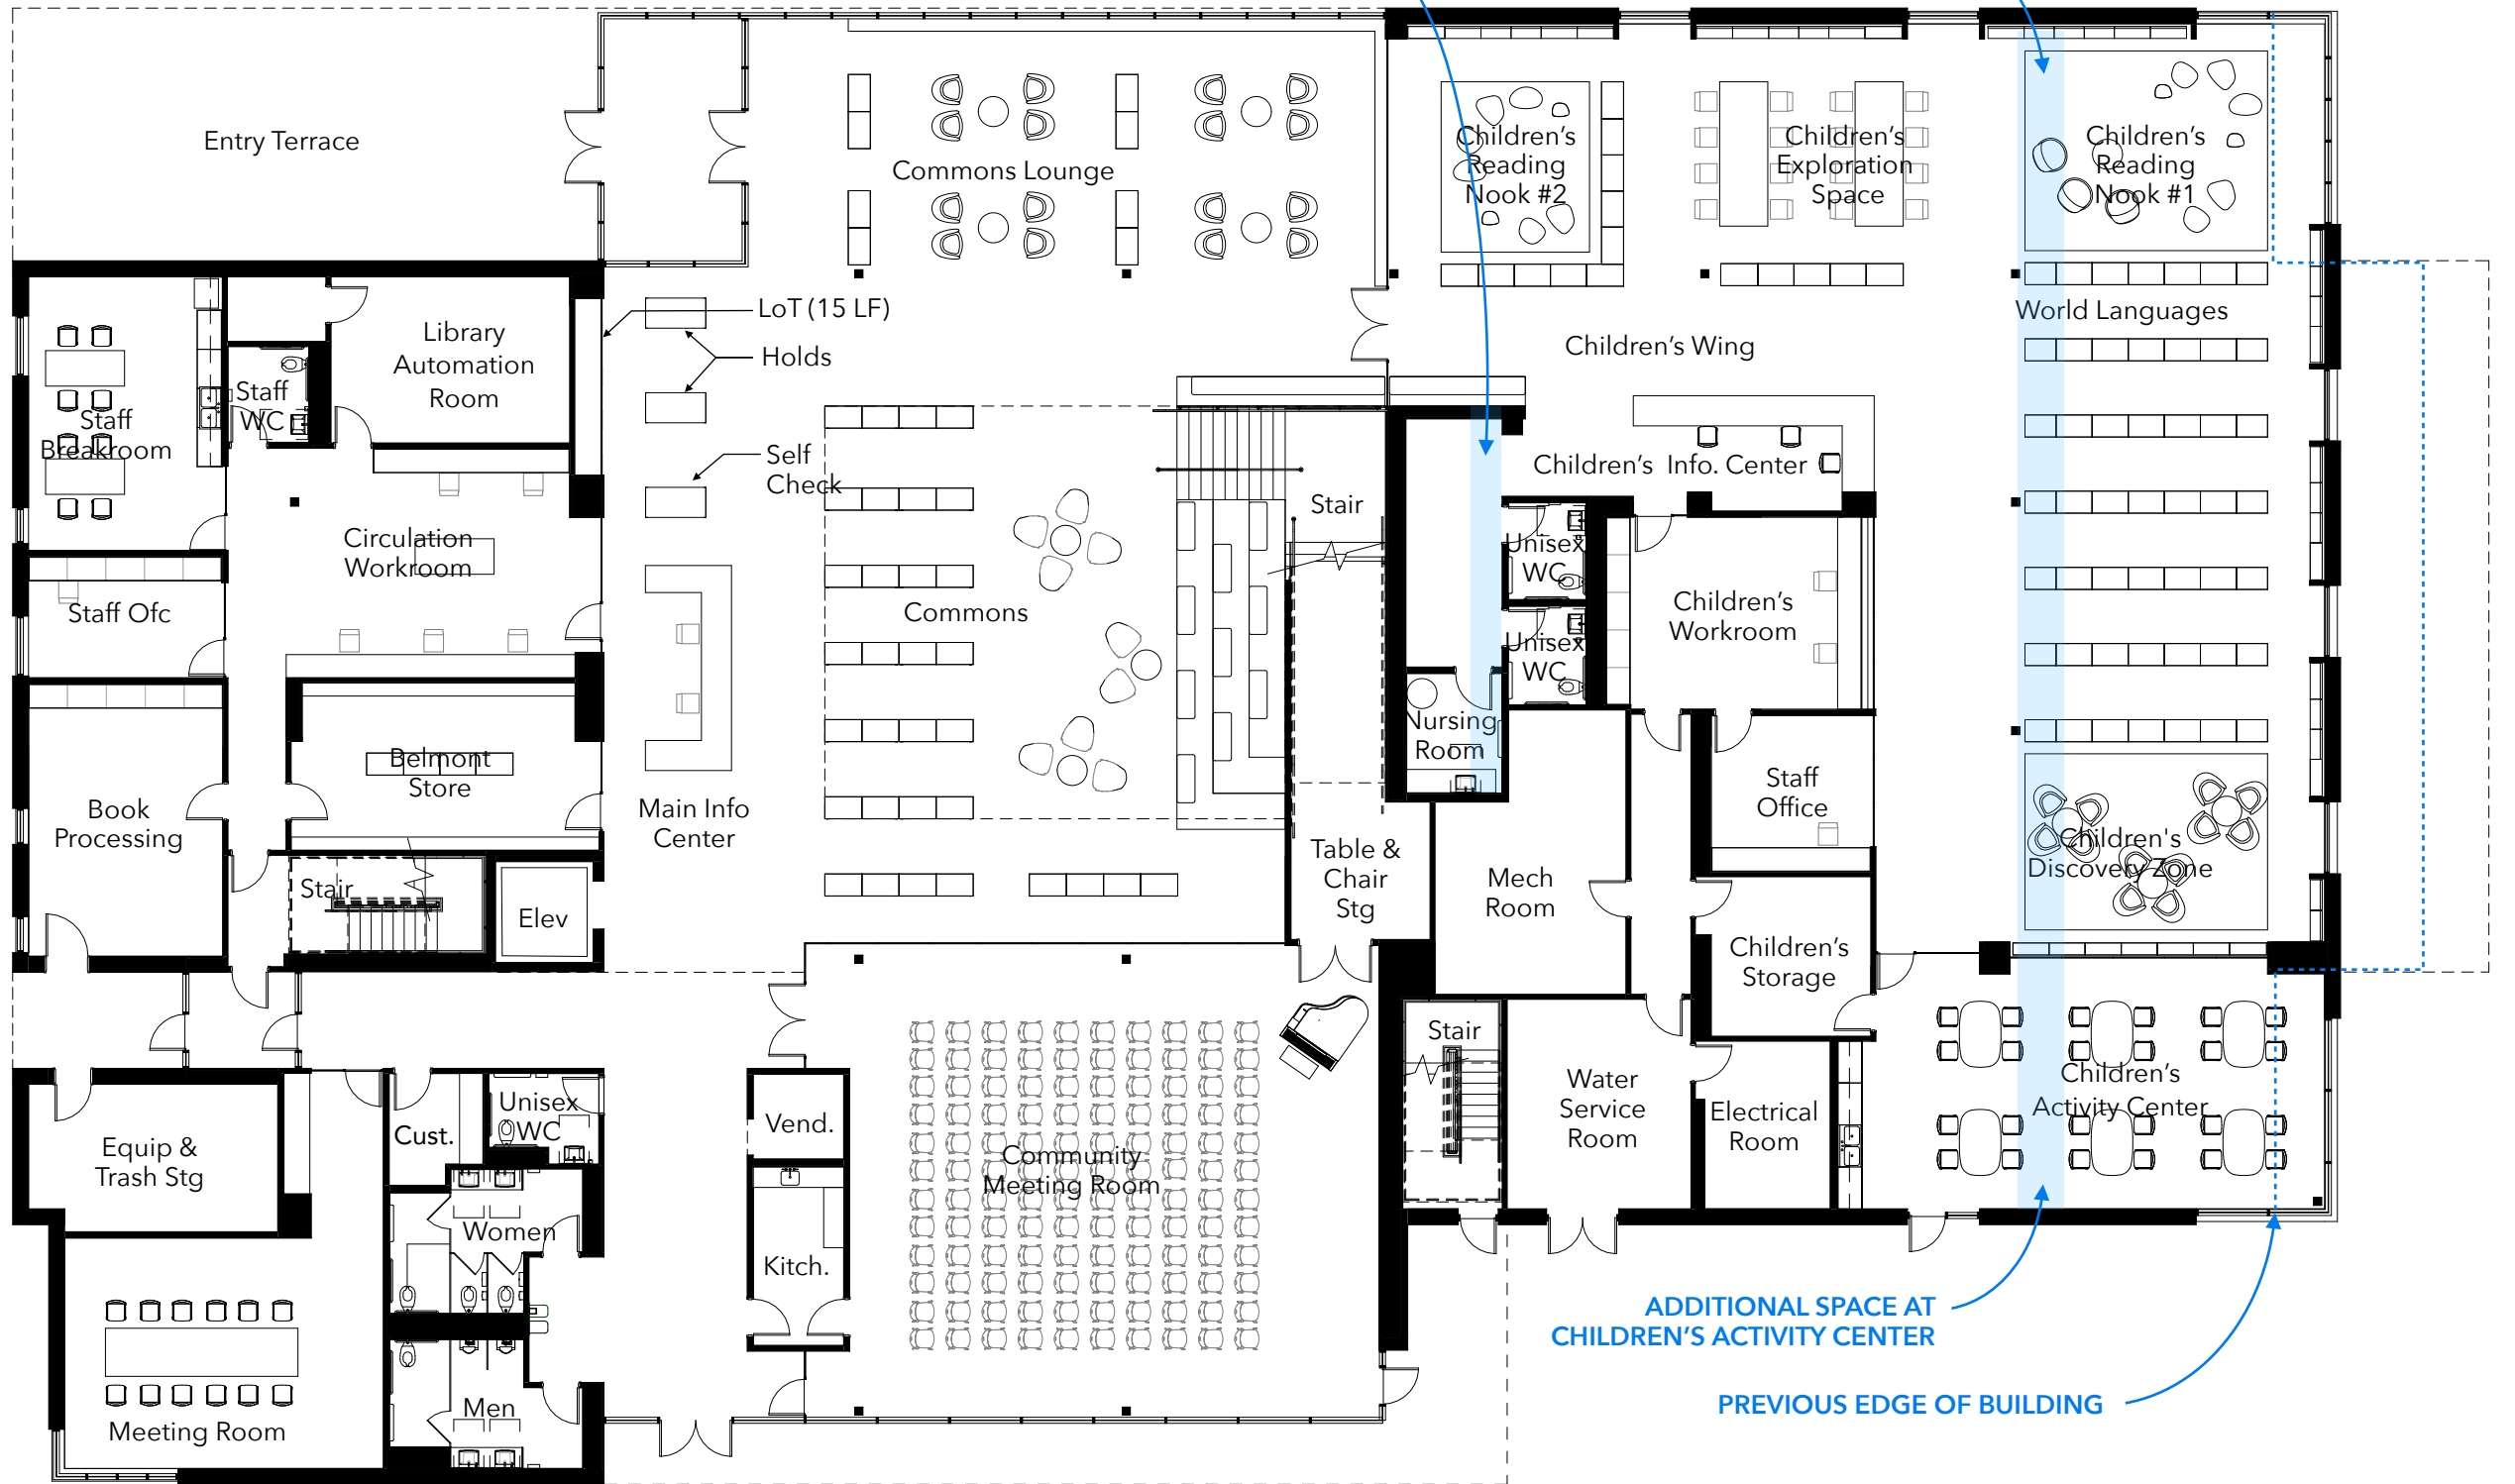 Entry Terrace
Commons Lounge
Children's
Reading
Nook #2
Children's
Exploration
Space
Children's
Reading
Nook #1
LoT (15 LF)
Holds
World Languages
Children's Wing
Library
Automation
Room
Staff
WC
Staff
Breakroom
Self
Check
Stair
Children's Info. Center
Circulation
Workroom
Unisex
WC
Staff Ofc
Commons
Children's
Workroom
Unisex
WC
Nursing
Room
Belmont
Store
Book
Processing
Main Info
Center
Staff
Office
Table &
Chair
Stg
Mech
Room
Children's
Discovery Zone
Stair
Elev
Children's
Storage
Stair
Water
Service
Room
Electrical
Room
Children's
Activity Center
Unisex
WC
Cust.
Vend.
Equip &
Trash Stg
Community
Meeting Room
Women
Kitch.
ADDITIONAL SPACE AT
CHILDREN'S ACTIVITY CENTER
Men
Meeting Room
PREVIOUS EDGE OF BUILDING